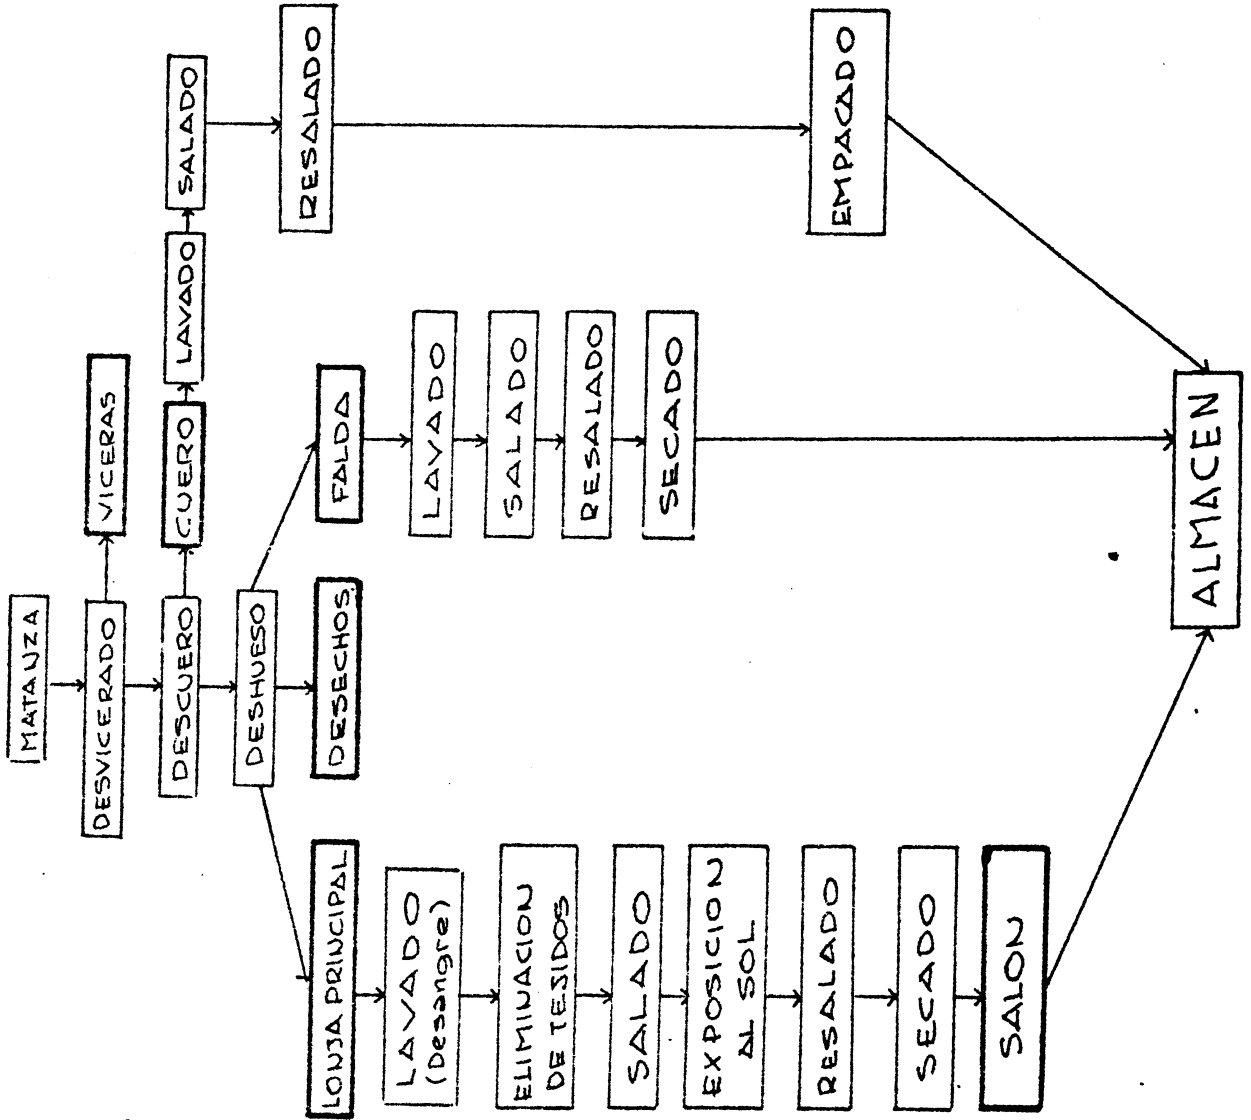 MATANZA
DESVICERADO
VICERAS
DESCUERO
CUERO
LAVADO
SALADO
RESALADO
EMPACADO
DESHUESO
LONJA PRINCIPAL
LAVADO
(Desangre)
ELIMINACION
DE TEJIDOS
SALADO
EXPOSICION
AL SOL
RESALADO
SECADO
SALON
DESECHOS.
FALDA
LAVADO
SALADO
RESALADO
SECADO
ALMACEN